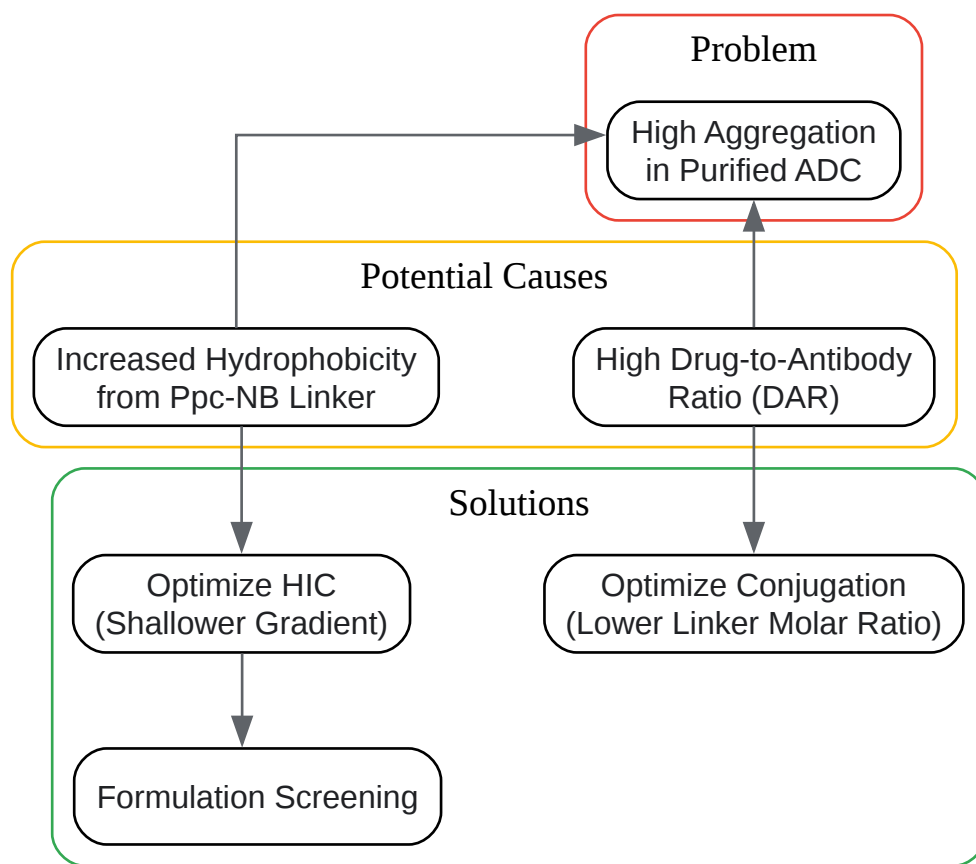 Problem
High Aggregation
in Purified ADC
Potential Causes
Increased Hydrophobicity
from Ppc-NB Linker
High Drug-to-Antibody
Ratio (DAR)
Solutions
Optimize HIC
(Shallower Gradient)
Optimize Conjugation
(Lower Linker Molar Ratio)
Formulation Screening